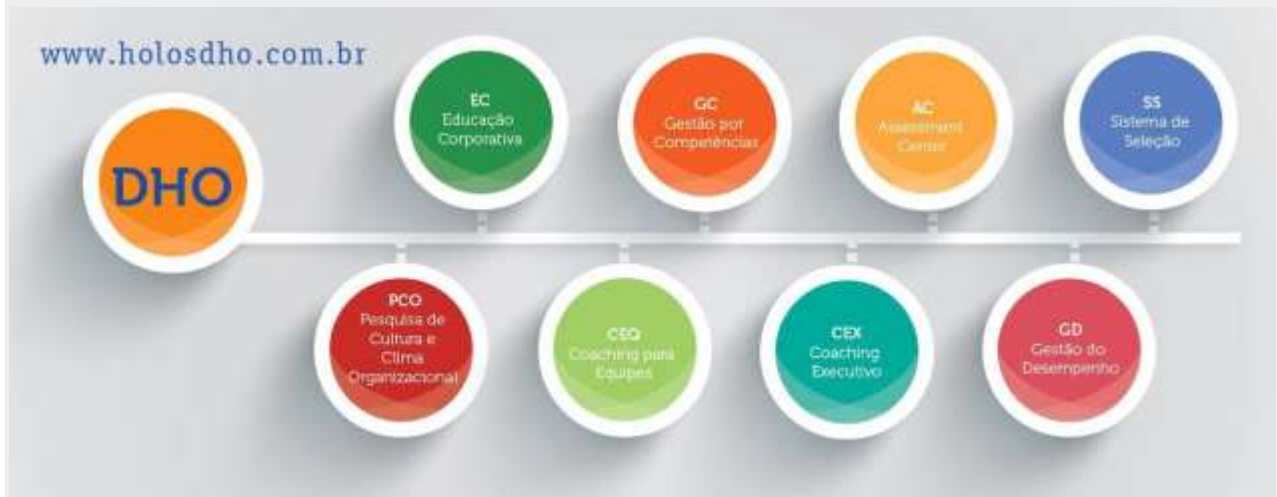 www.holosdho.com.br
DHO
EC
Educação
Corporativa
GC
Gestão por
Competências
AC
Assessment
Center
SS
Sistema de
Seleção
PCO
Pesquisa de
Cultura e
Clima
Organizacional
CEQ
Coaching para
Equipes
CEX
Coaching
Executivo
GD
Gestão do
Desempenho